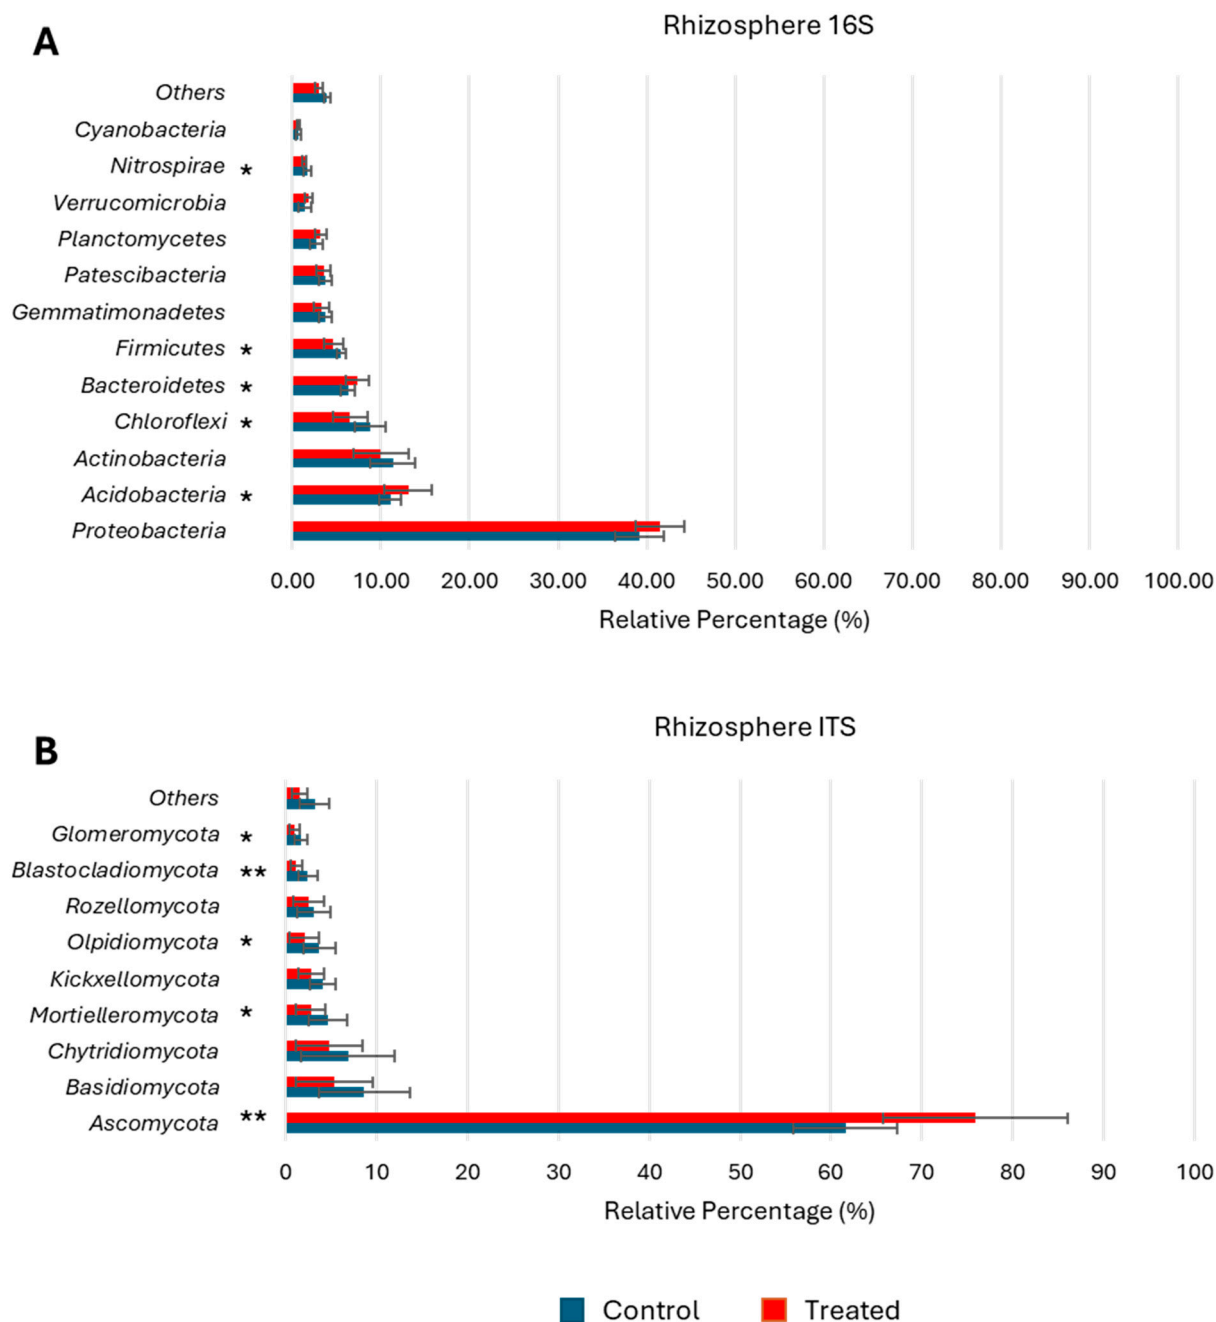 A
Rhizosphere 16S
Others
Cyanobacteria
Nitrospirae *
Verrucomicrobia
Planctomycetes
Patescibacteria
Gemmatimonadetes
Firmicutes *
Bacteroidetes *
Chloroflexi *
Actinobacteria
Acidobacteria *
Proteobacteria
0.00 10.00 20.00 30.00 40.00 50.00 60.00 70.00 80.00 90.00 100.00
Relative Percentage (%)
Rhizosphere ITS
B
Others
Glomeromycota *
Blastocladiomycota **
Rozellomycota
Olpidiomycota *
Kickxellomycota
Mortielleromycota *
Chytridiomycota
Basidiomycota
Ascomycota **
0 10 20 30 40 50 60 70 80 90 100
Relative Percentage (%)
Control Treated